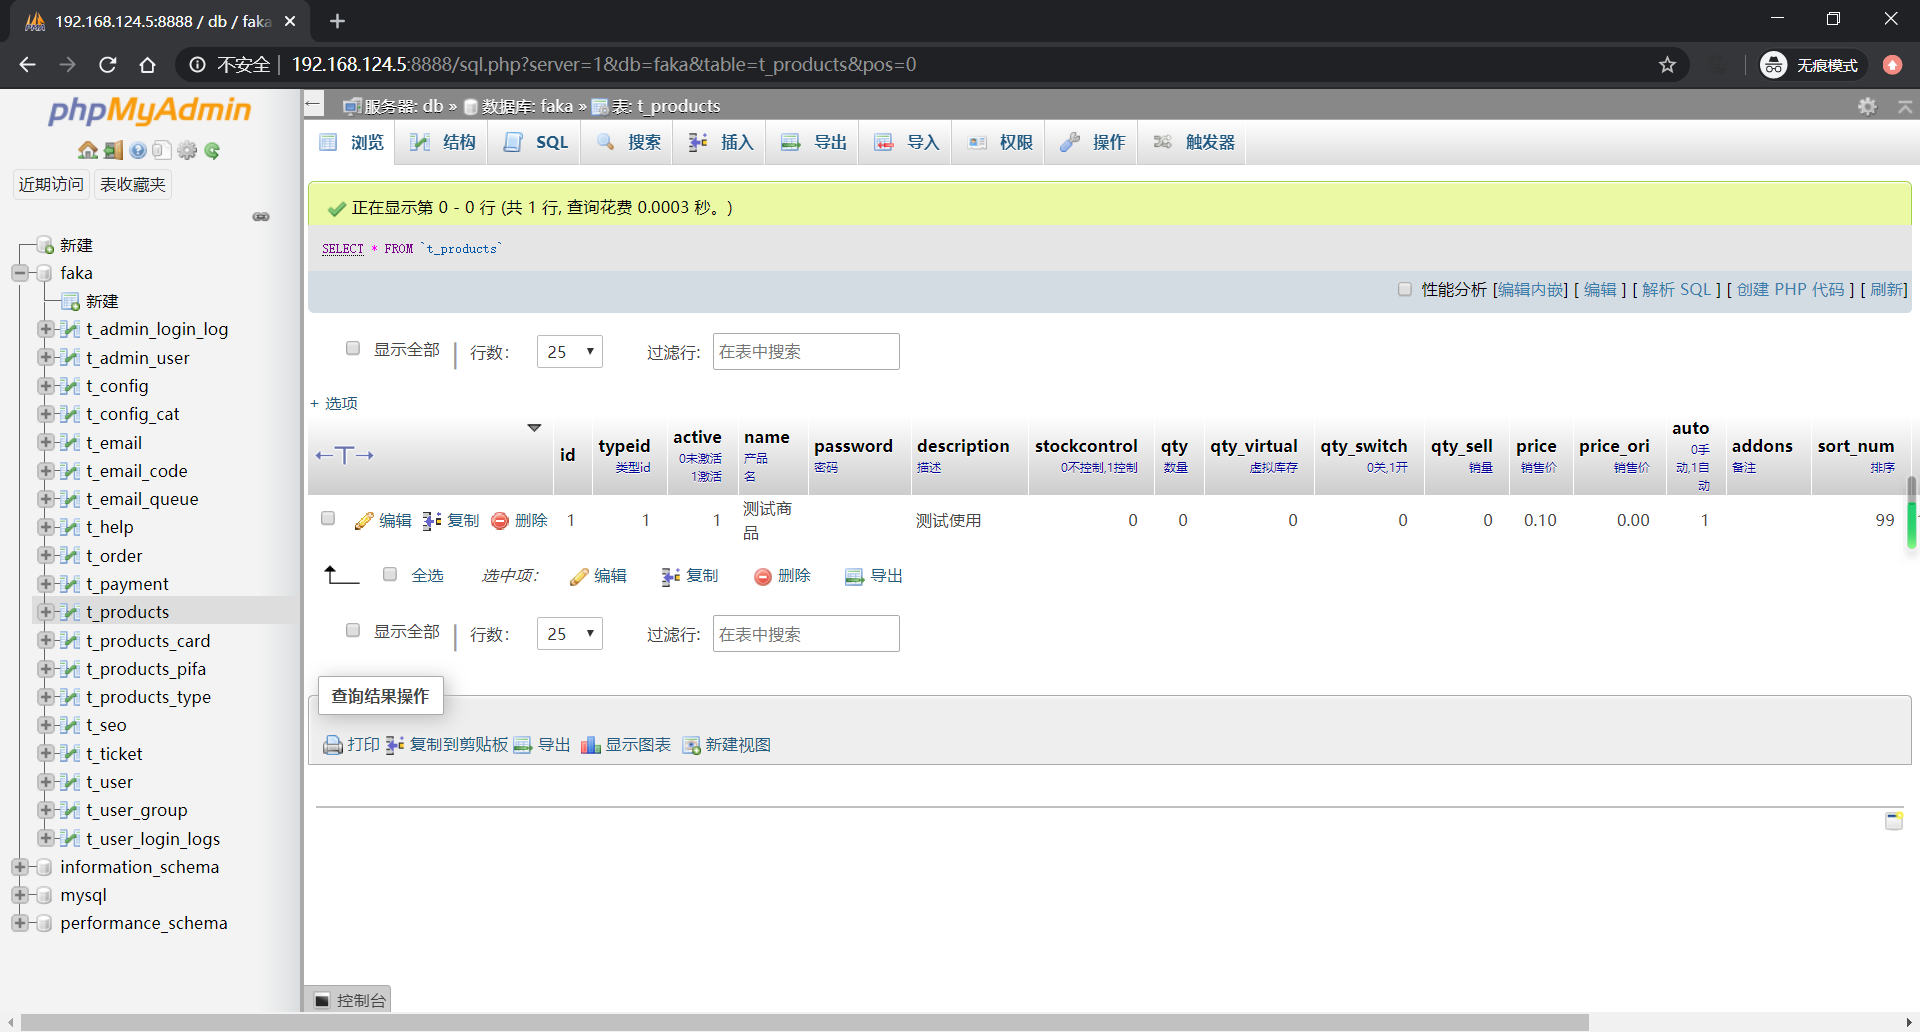 192.168.124.5:8888 / db / faka
不安全 192.168.124.5:8888/sql.php?server=1&db=faka&table=t_products&pos=0 无痕模式
phpMyAdmin
近期访问 表收藏夹
新建
faka
新建
t_admin_login_log
t_admin_user
t_config
t_config_cat
t_email
t_email_code
t_email_queue
t_help
t_order
t_payment
t_products
t_products_card
t_products_pifa
t_products_type
t_seo
t_ticket
t_user
t_user_group
t_user_login_logs
information_schema
mysql
performance_schema
服务器: db » 数据库: faka » 表: t_products
浏览 结构 SQL 搜索 插入 导出 导入 权限 操作 触发器
正在显示第 0 - 0 行 (共 1 行, 查询花费 0.0003 秒。)
SELECT * FROM `t_products`
性能分析 [编辑内嵌] [ 编辑 ] [ 解析 SQL ] [ 创建 PHP 代码 ] [ 刷新]
显示全部 行数: 25 过滤行: 在表中搜索
+ 选项
id typeid active name password description stockcontrol qty qty_virtual qty_switch qty_sell price price_ori auto addons sort_num
类型id 0未激活 1激活 产品名 密码 描述 0不控制,1控制 数量 虚拟库存 0关,1开 销量 销售价 销售价 0手动,1自动 备注 排序
编辑 复制 删除 1 1 1 测试商品 测试使用 0 0 0 0 0 0.10 0.00 1 99
全选 选中项: 编辑 复制 删除 导出
显示全部 行数: 25 过滤行: 在表中搜索
查询结果操作
打印 复制到剪贴板 导出 显示图表 新建视图
控制台